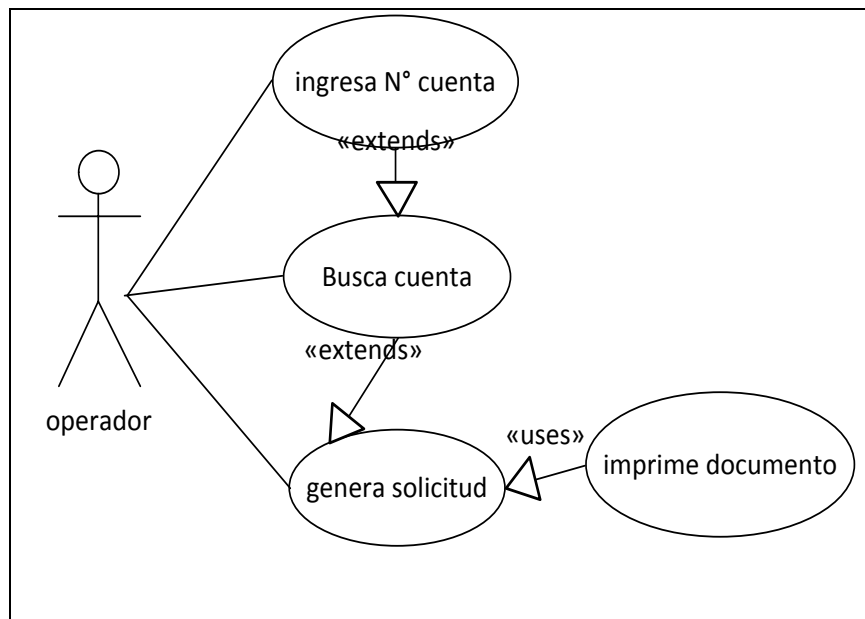 ingresa N° cuenta
«extends»
Busca cuenta
«extends»
operador
«uses»
imprime documento
genera solicitud